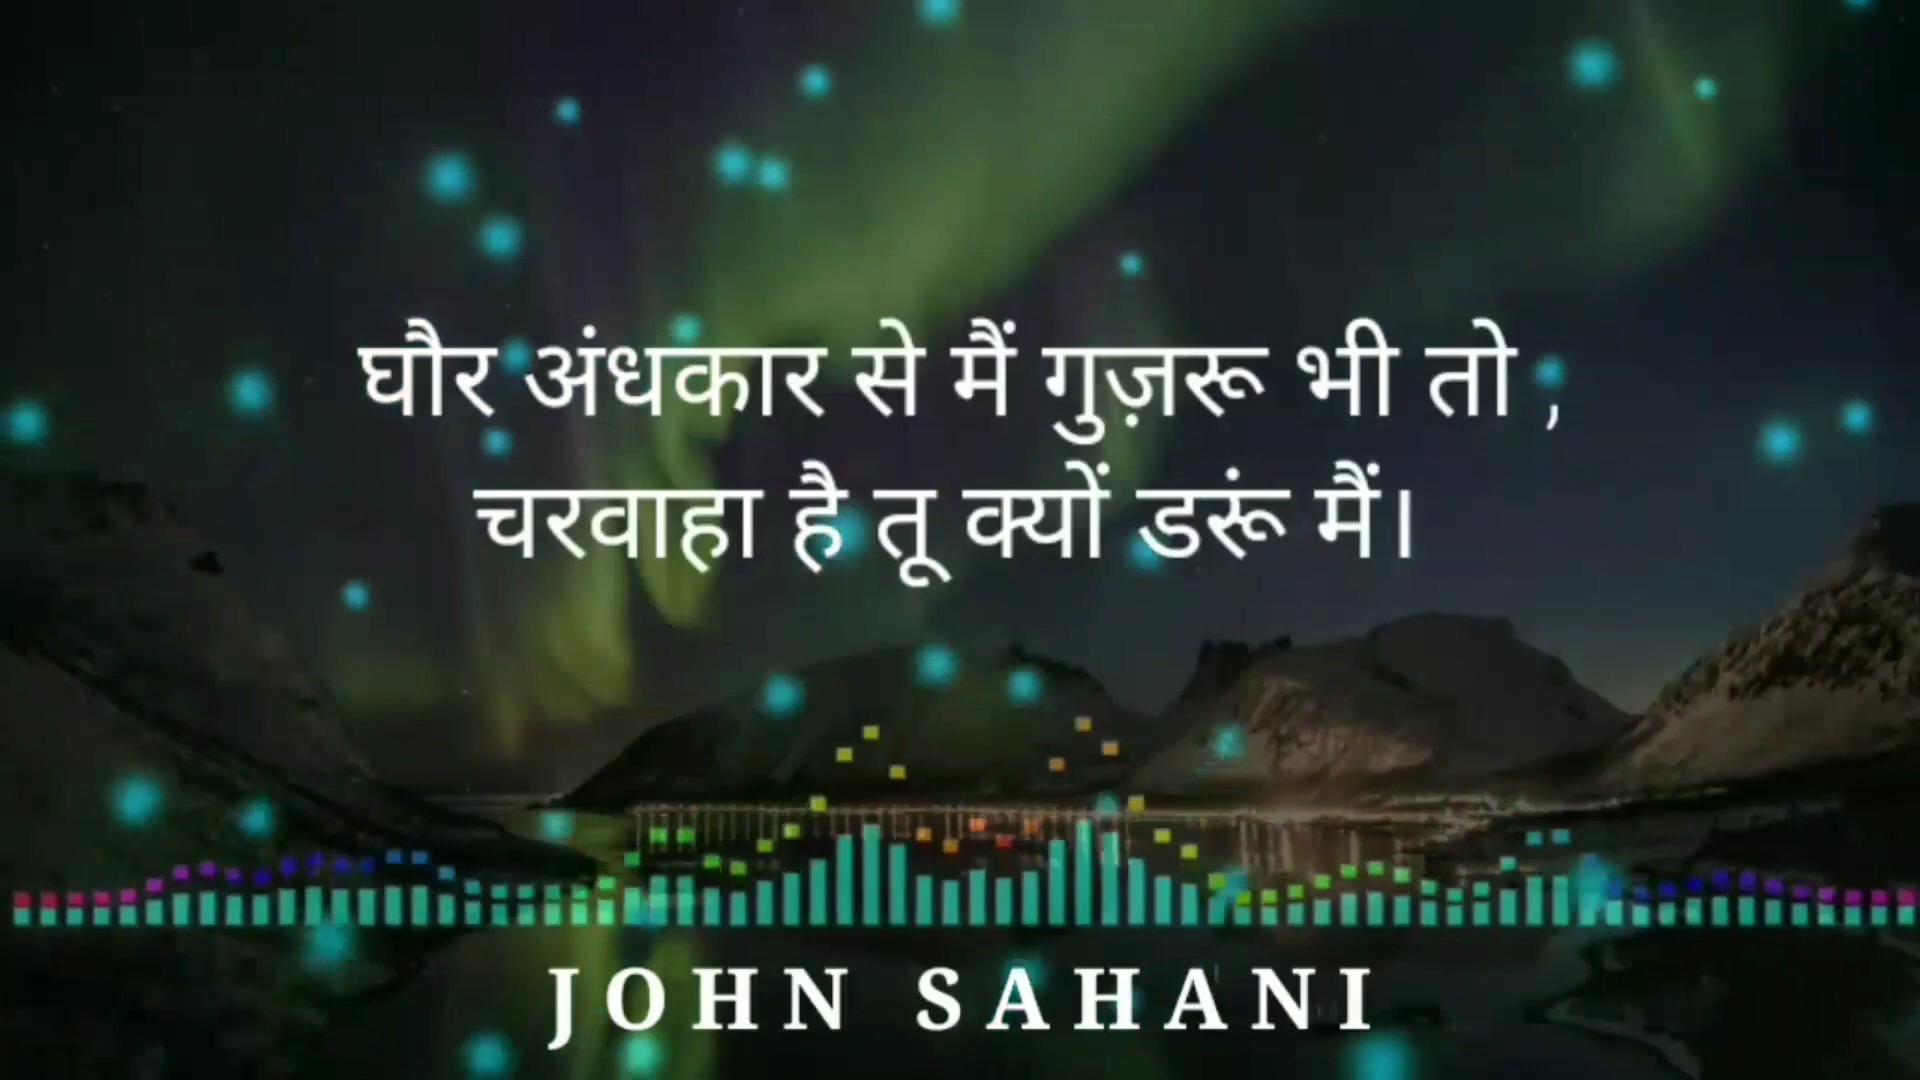 घौर अंधकार से मैं गुज़रू भी तो ,
चरवाहा है तू क्यों डरूं मैं।
JOHN SAHANI